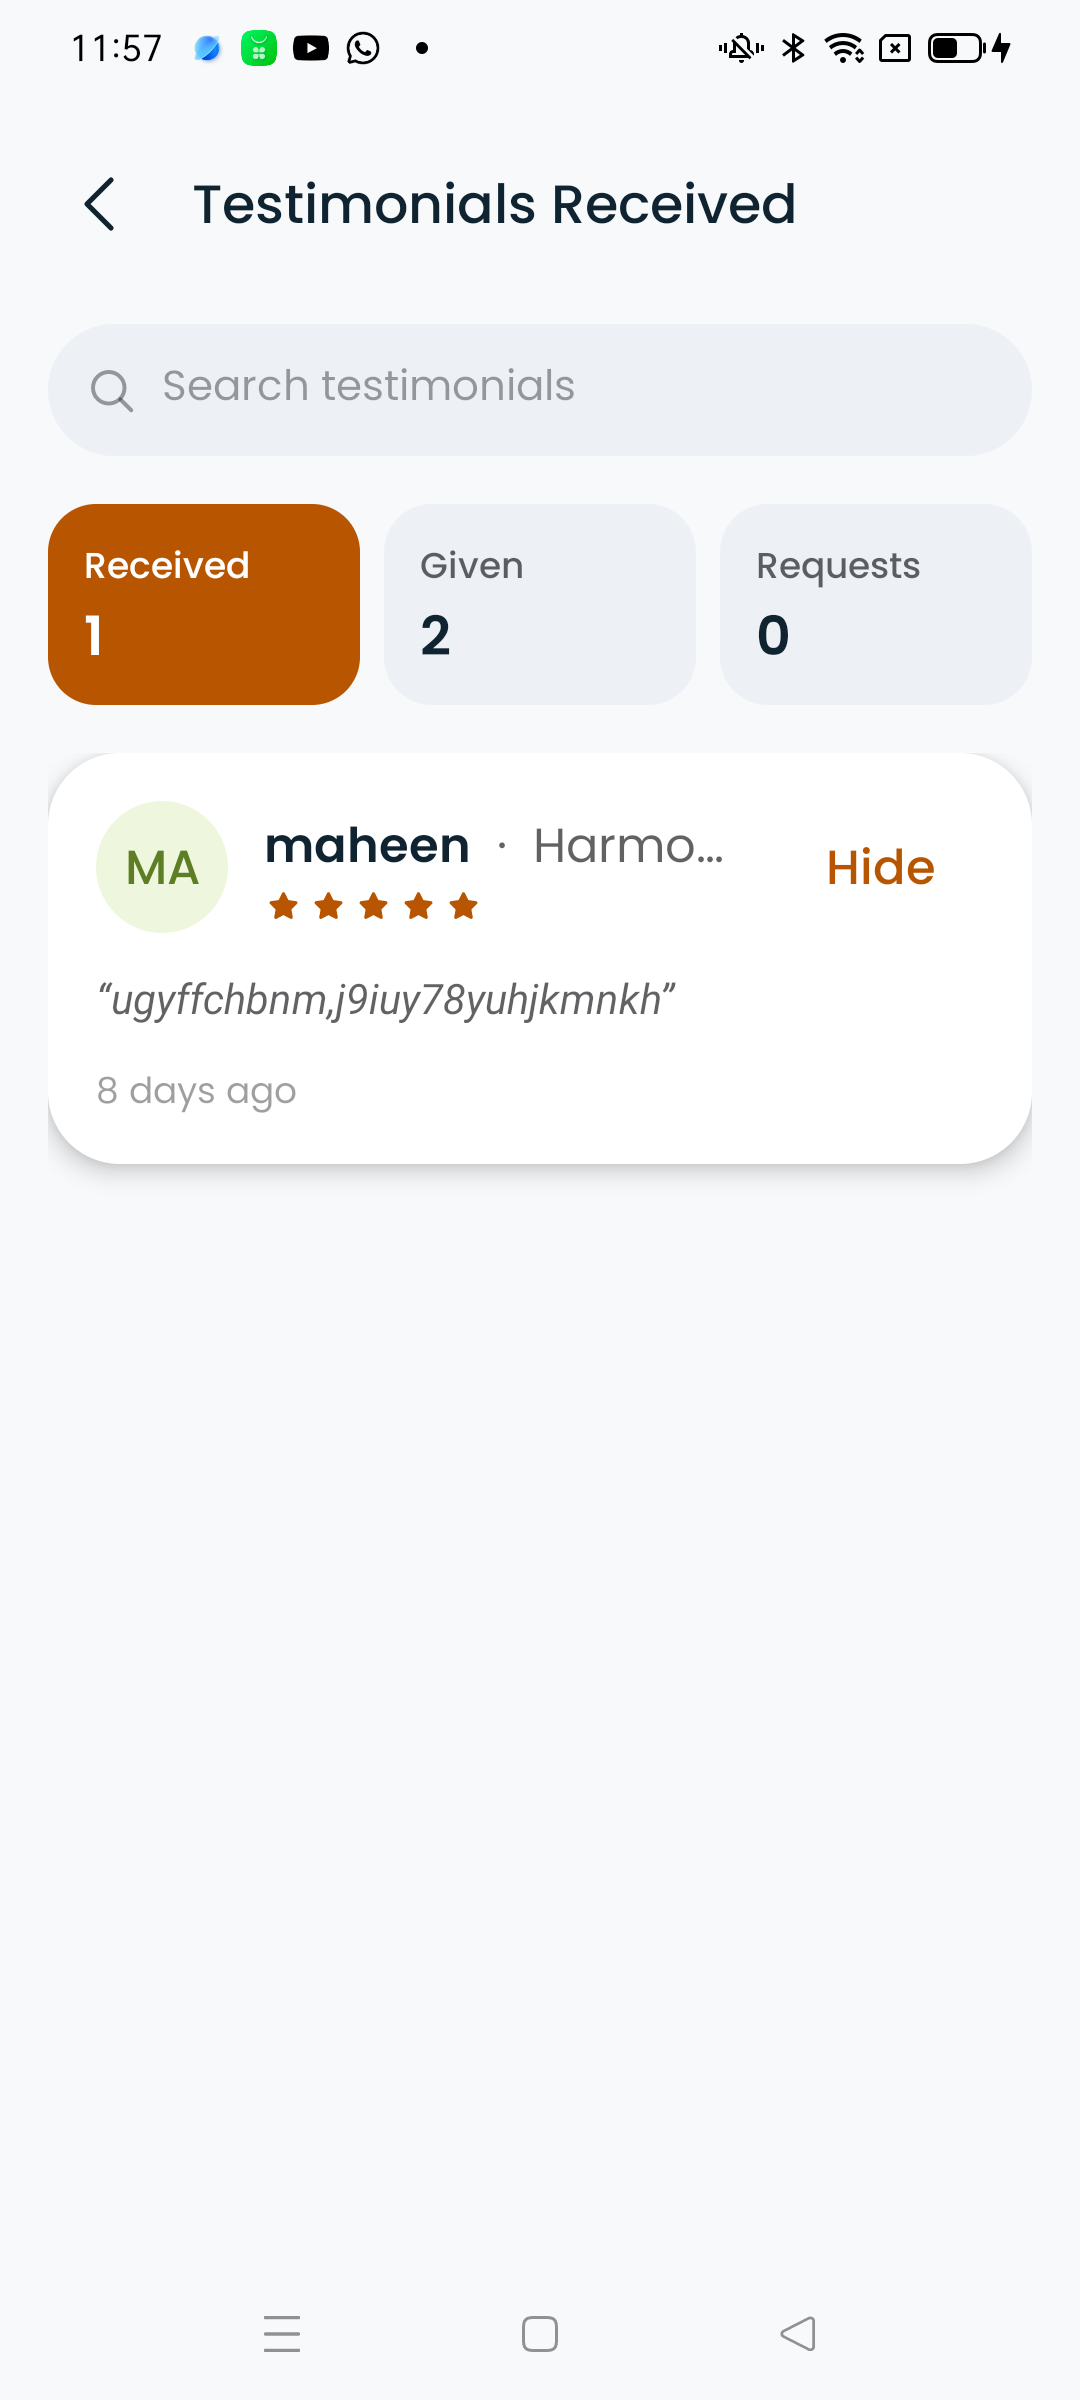 11:57
Testimonials Received
Search testimonials
Received
1
Given
2
Requests
0
MA
maheen · Harmo...
Hide
“ugyffchbnm,j9iuy78yuhjkmnkh”
8 days ago